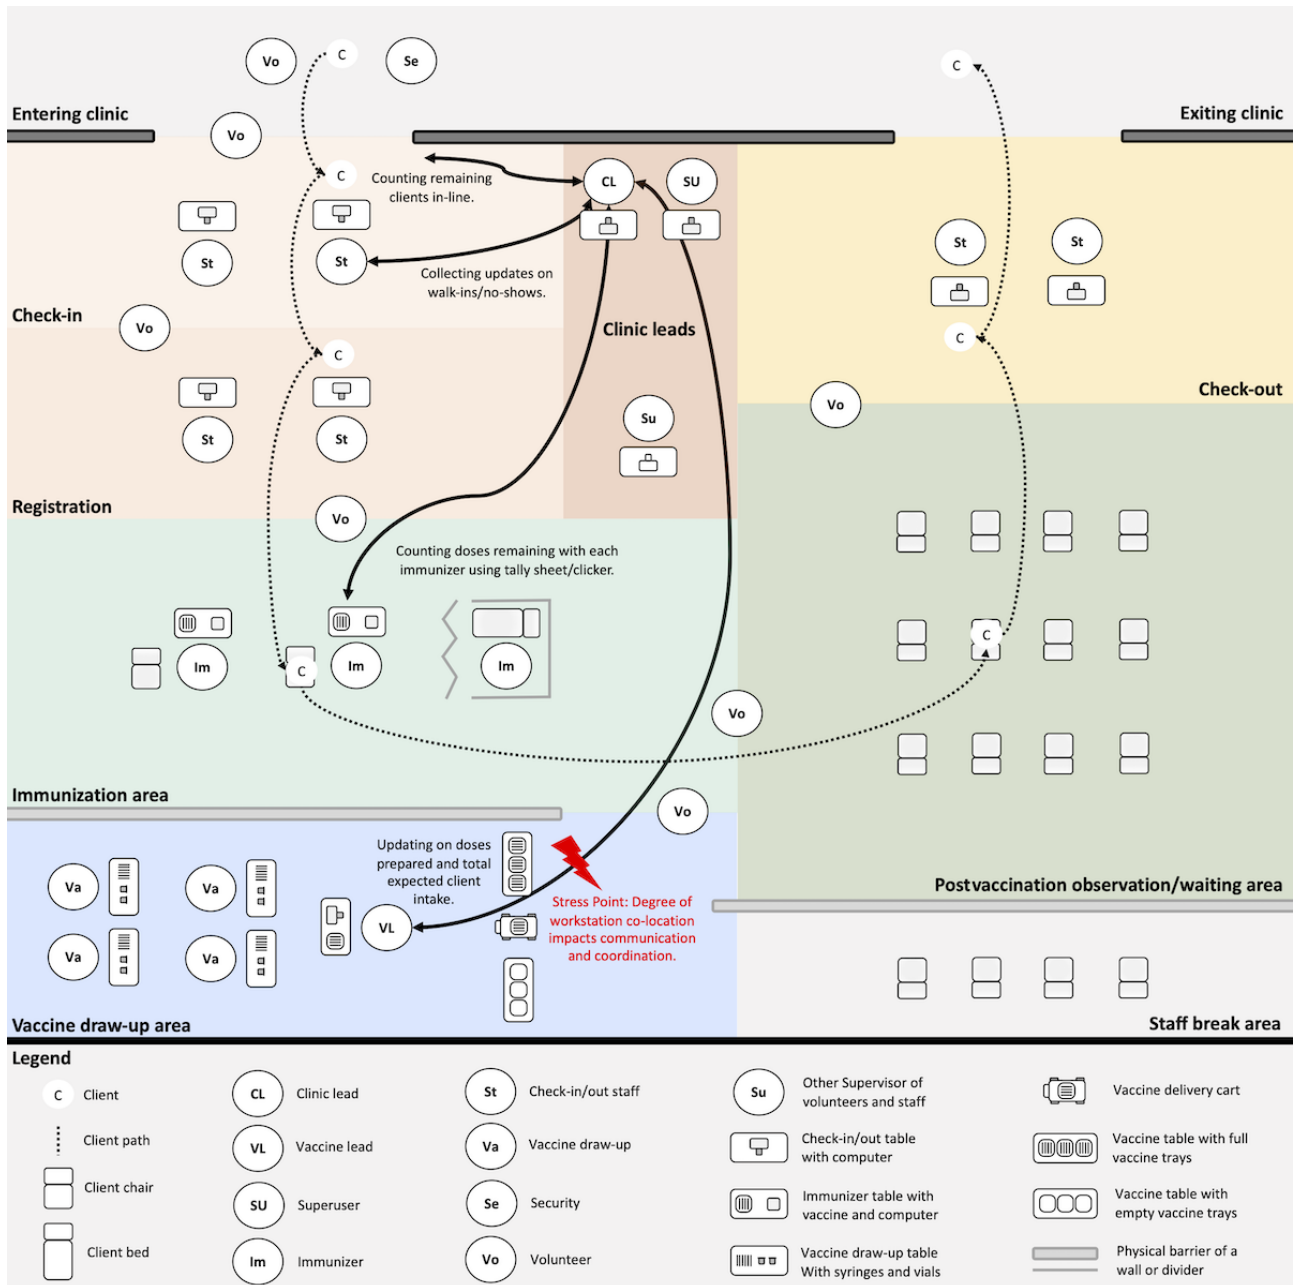 Vo
C
Se
C
Entering clinic
Exiting clinic
Vo
C
Counting remaining
clients in-line.
CL
SU
St
St
St
St
Collecting updates on
walk-ins/no-shows.
Check-in
Vo
Clinic leads
C
C
Check-out
Vo
Su
St
St
Registration
Vo
Counting doses remaining with each
immunizer using tally sheet/clicker.
Im
C
Im
Im
C
Vo
Immunization area
Vo
Updating on doses
prepared and total
expected client
intake.
Va
Va
Postvaccination observation/waiting area
Stress Point: Degree of
workstation co-location
impacts communication
and coordination.
VL
Va
Va
Vaccine draw-up area
Staff break area
Legend
C Client
Client path
Client chair
Client bed
CL Clinic lead
VL Vaccine lead
SU Superuser
Im Immunizer
St Check-in/out staff
Va Vaccine draw-up
Se Security
Vo Volunteer
Su Other Supervisor of
volunteers and staff
Check-in/out table
with computer
Immunizer table with
vaccine and computer
Vaccine draw-up table
With syringes and vials
Vaccine delivery cart
Vaccine table with full
vaccine trays
Vaccine table with
empty vaccine trays
Physical barrier of a
wall or divider